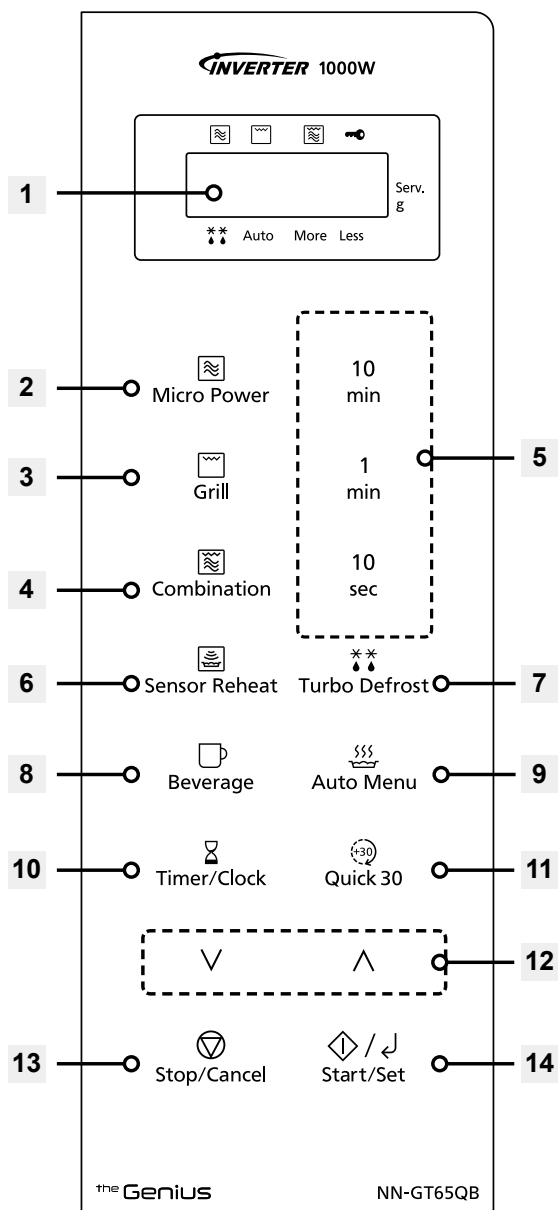 INVERTER 1000W
1
Serv.
g
Auto More Less
2
Micro Power
10
min
3
Grill
1
min
5
4
Combination
10
sec
6
Sensor Reheat
Turbo Defrost
7
8
Beverage
Auto Menu
9
10
Timer/Clock
+30
Quick 30
11
12
13
Stop/Cancel
/
Start/Set
14
the Genius
NN-GT65QB